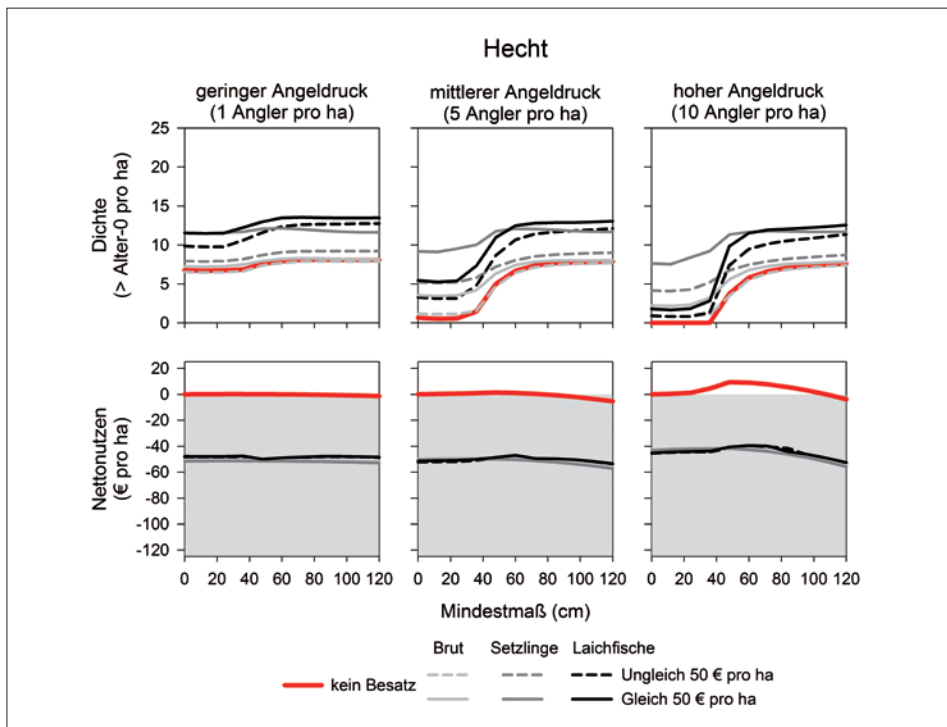 Hecht
geringer Angeldruck
(1 Angler pro ha)
mittlerer Angeldruck
(5 Angler pro ha)
hoher Angeldruck
(10 Angler pro ha)
Dichte
(> Alter-0 pro ha)
25
20
15
10
5
0
Nettonutzen
(€ pro ha)
20
0
-20
-40
-60
-80
-100
-120
0 20 40 60 80 100 120
0 20 40 60 80 100 120
0 20 40 60 80 100 120
Mindestmaß (cm)
Brut Setzlinge Laichfische
kein Besatz
Ungleich 50 € pro ha
Gleich 50 € pro ha